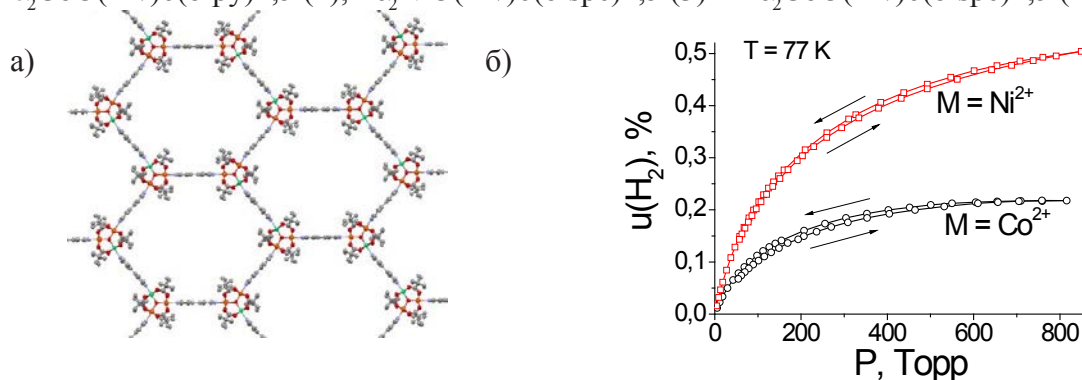 а)
б)
T = 77 K
M = Ni²⁺
M = Co²⁺
u(H₂), %
0,5
0,4
0,3
0,2
0,1
0,0
0 200 400 600 800
P, Topp